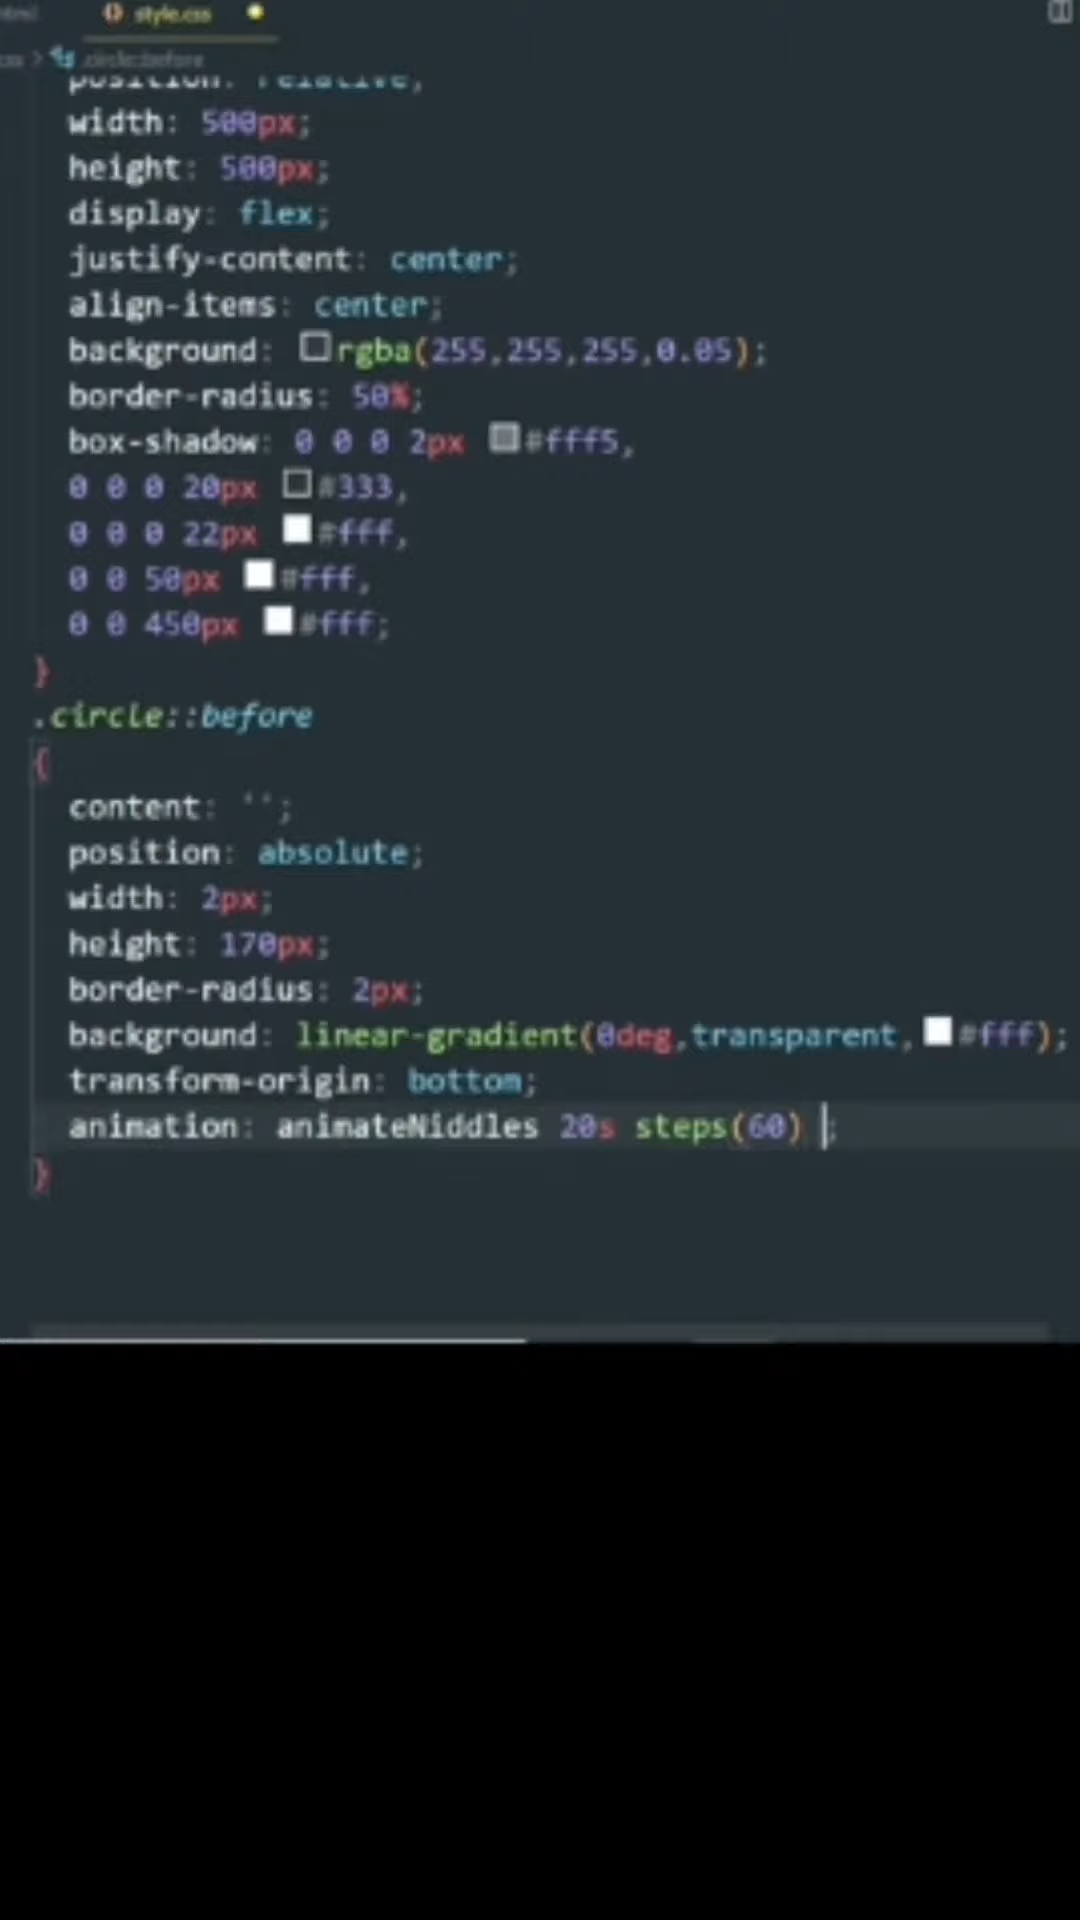 style.css
.circle::before
position: relative;
width: 500px;
height: 500px;
display: flex;
justify-content: center;
align-items: center;
background: rgba(255,255,255,0.05);
border-radius: 50%;
box-shadow: 0 0 0 2px #fff5,
0 0 0 20px #333,
0 0 0 22px #fff,
0 0 50px #fff,
0 0 450px #fff;
}
.circle::before
{
content: '';
position: absolute;
width: 2px;
height: 170px;
border-radius: 2px;
background: linear-gradient(0deg,transparent,#fff);
transform-origin: bottom;
animation: animateNiddles 20s steps(60) ;
}